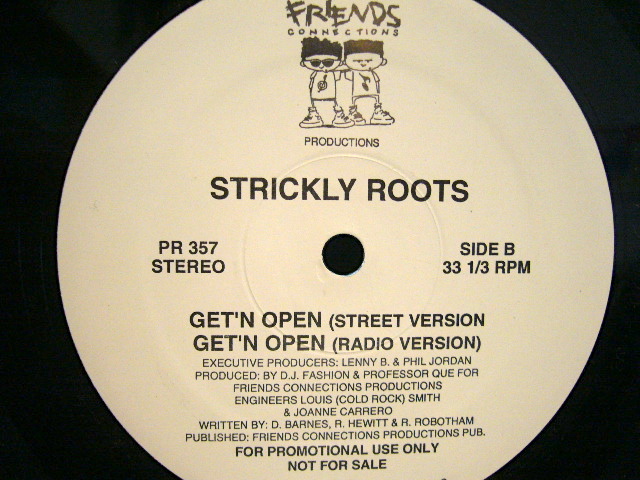 FRIENDS
CONNECTIONS
PRODUCTIONS
STRICKLY ROOTS
PR 357
STEREO
SIDE B
33 1/3 RPM
GET'N OPEN (STREET VERSION
GET'N OPEN (RADIO VERSION)
EXECUTIVE PRODUCERS: LENNY B. & PHIL JORDAN
PRODUCED: BY D.J. FASHION & PROFESSOR QUE FOR
FRIENDS CONNECTIONS PRODUCTIONS
ENGINEERS LOUIS (COLD ROCK) SMITH
& JOANNE CARRERO
WRITTEN BY: D. BARNES, R. HEWITT & R. ROBOTHAM
PUBLISHED: FRIENDS CONNECTIONS PRODUCTIONS PUB.
FOR PROMOTIONAL USE ONLY
NOT FOR SALE